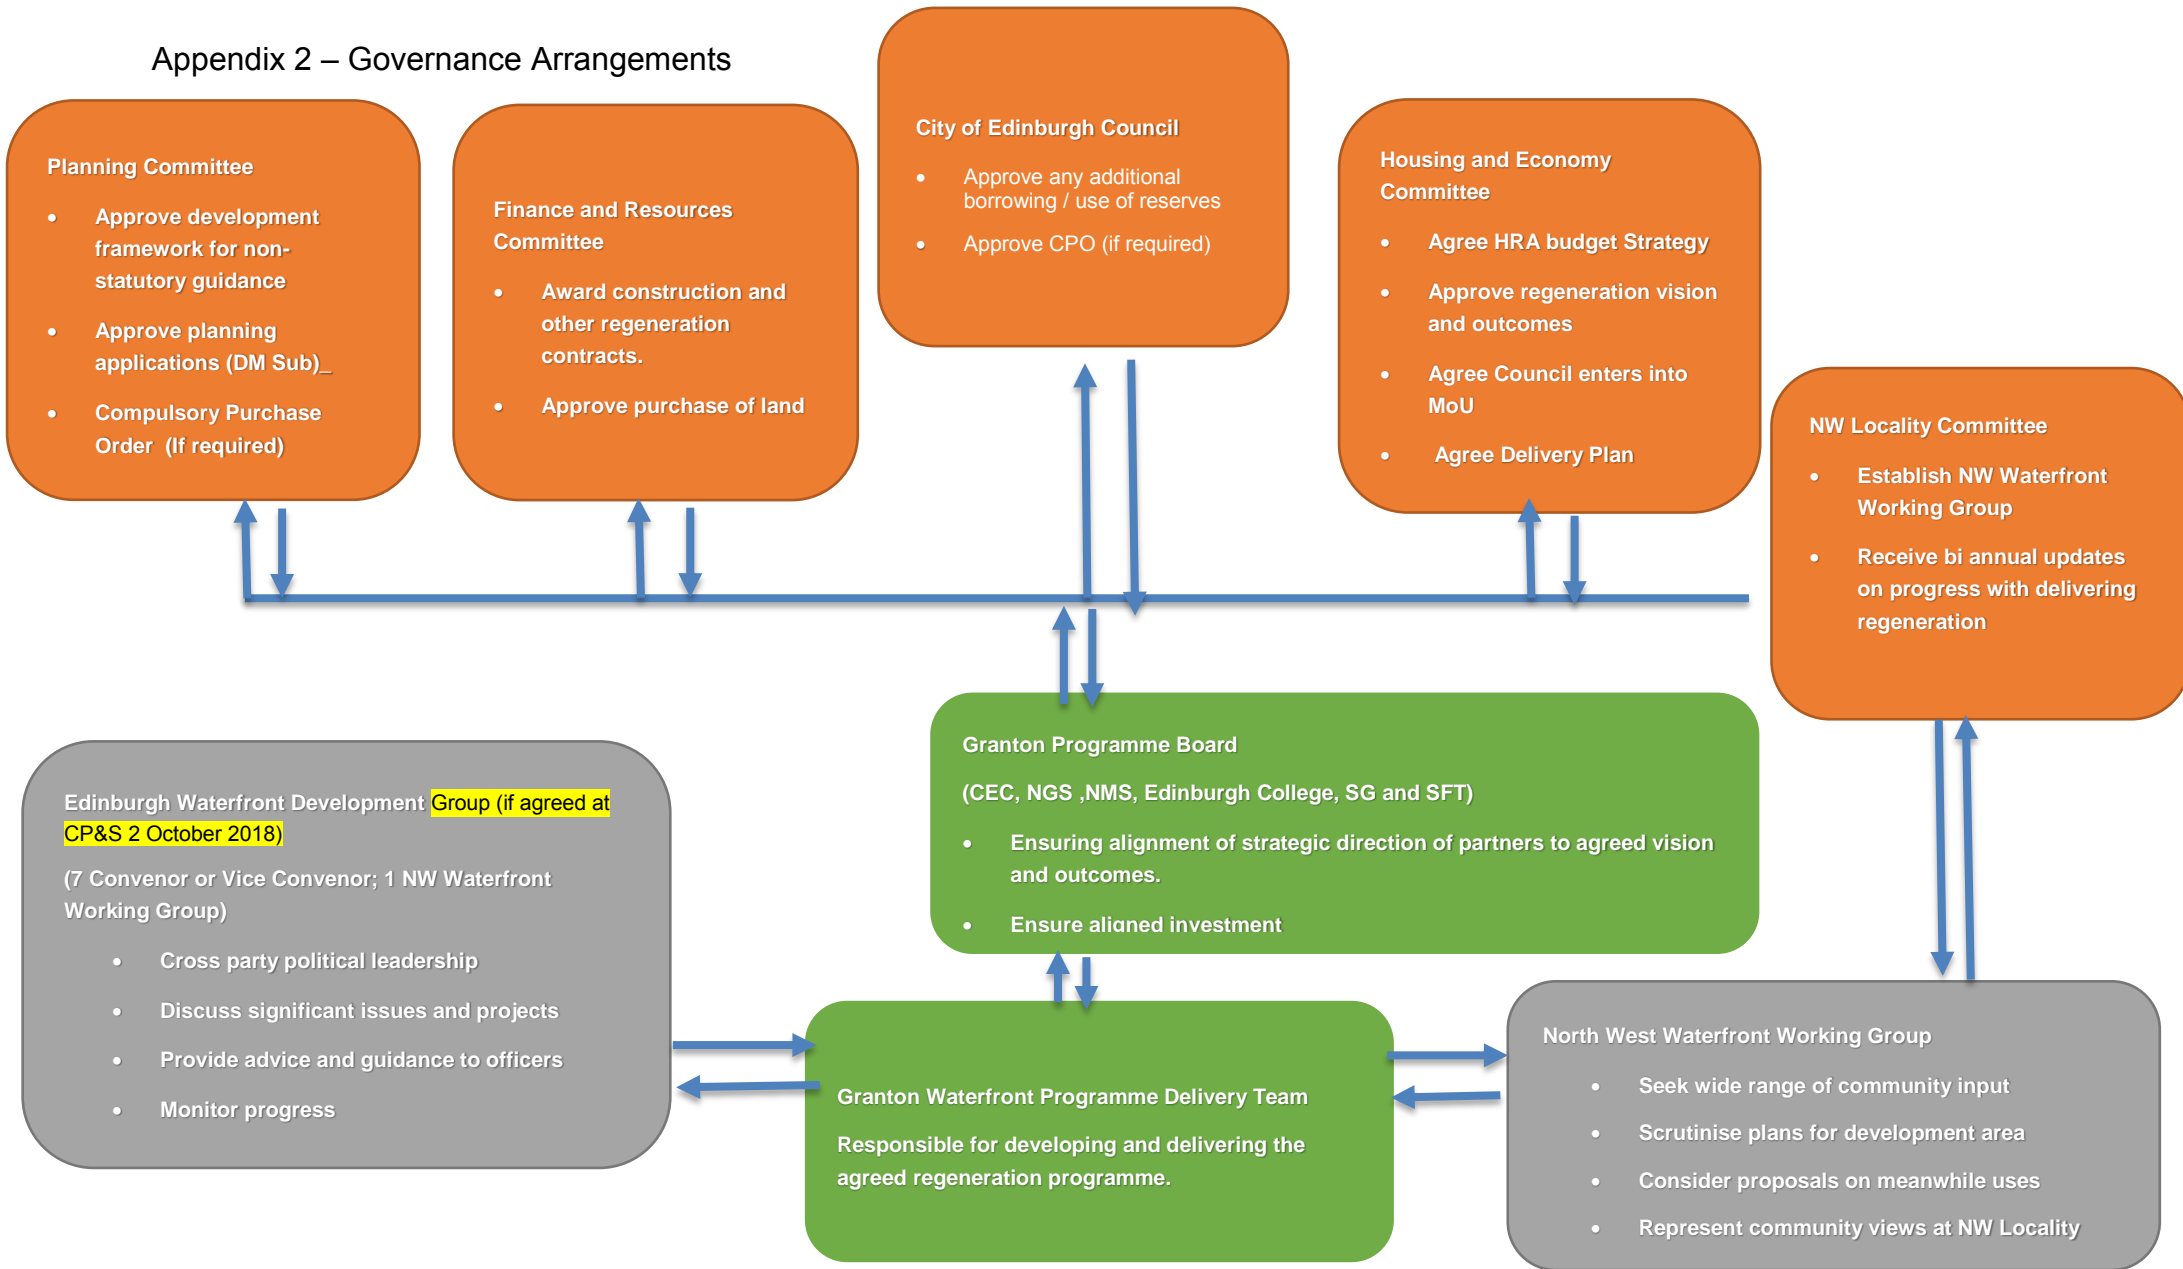 Appendix 2 – Governance Arrangements
Planning Committee
• Approve development
framework for non-
statutory guidance
• Approve planning
applications (DM Sub)_
• Compulsory Purchase
Order (If required)
Finance and Resources
Committee
• Award construction and
other regeneration
contracts.
• Approve purchase of land
City of Edinburgh Council
• Approve any additional
borrowing / use of reserves
• Approve CPO (if required)
Housing and Economy
Committee
• Agree HRA budget Strategy
• Approve regeneration vision
and outcomes
• Agree Council enters into
MoU
• Agree Delivery Plan
NW Locality Committee
• Establish NW Waterfront
Working Group
• Receive bi annual updates
on progress with delivering
regeneration
Granton Programme Board
(CEC, NGS ,NMS, Edinburgh College, SG and SFT)
• Ensuring alignment of strategic direction of partners to agreed vision
and outcomes.
• Ensure aligned investment
Edinburgh Waterfront Development Group (if agreed at
CP&S 2 October 2018)
(7 Convenor or Vice Convenor; 1 NW Waterfront
Working Group)
• Cross party political leadership
• Discuss significant issues and projects
• Provide advice and guidance to officers
• Monitor progress
Granton Waterfront Programme Delivery Team
Responsible for developing and delivering the
agreed regeneration programme.
North West Waterfront Working Group
• Seek wide range of community input
• Scrutinise plans for development area
• Consider proposals on meanwhile uses
• Represent community views at NW Locality